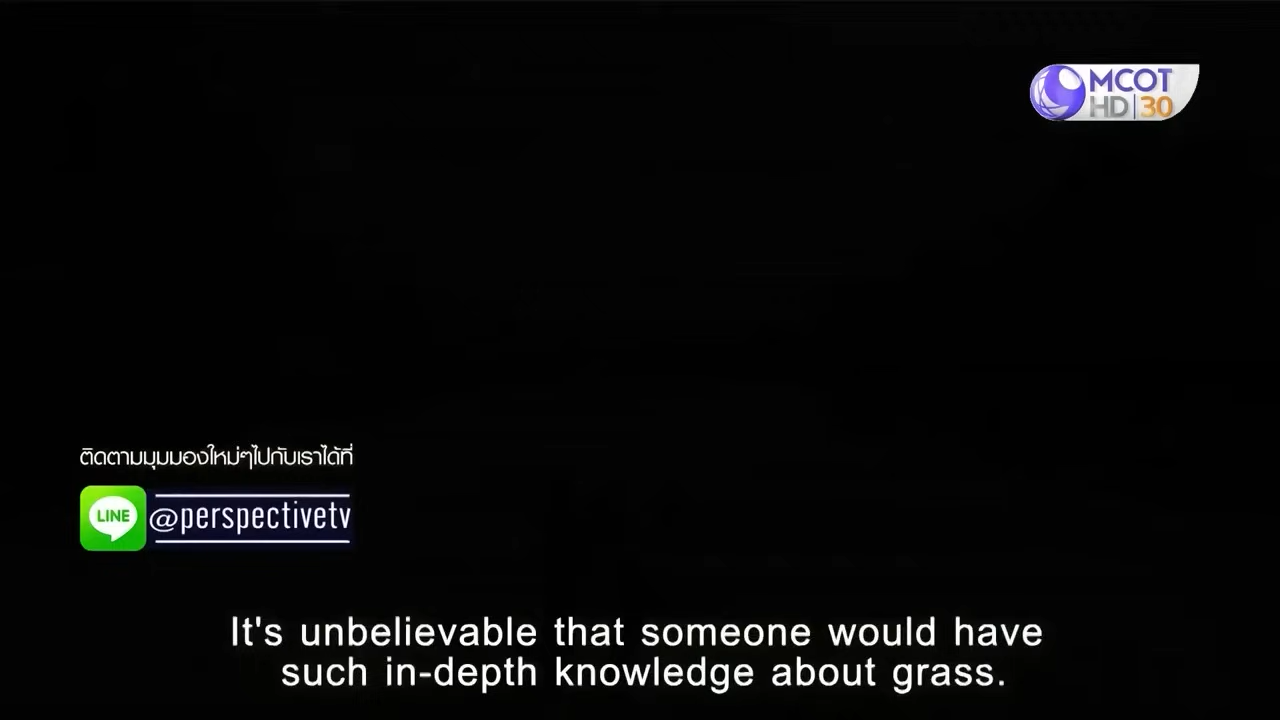 MCOT
HD|30
ติดตามมุมมองใหม่ๆไปกับเราได้ที่
LINE @perspectivetv
It's unbelievable that someone would have
such in-depth knowledge about grass.